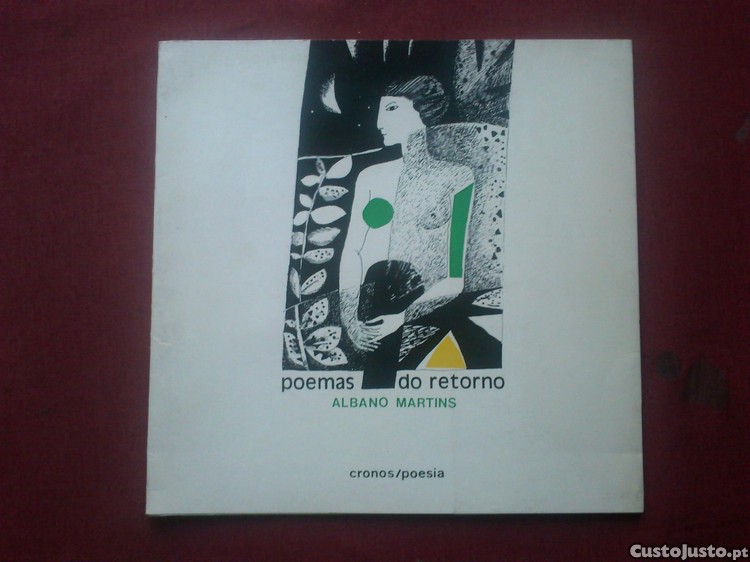 poemas do retorno
ALBANO MARTINS
cronos/poesia
CustoJusto.pt